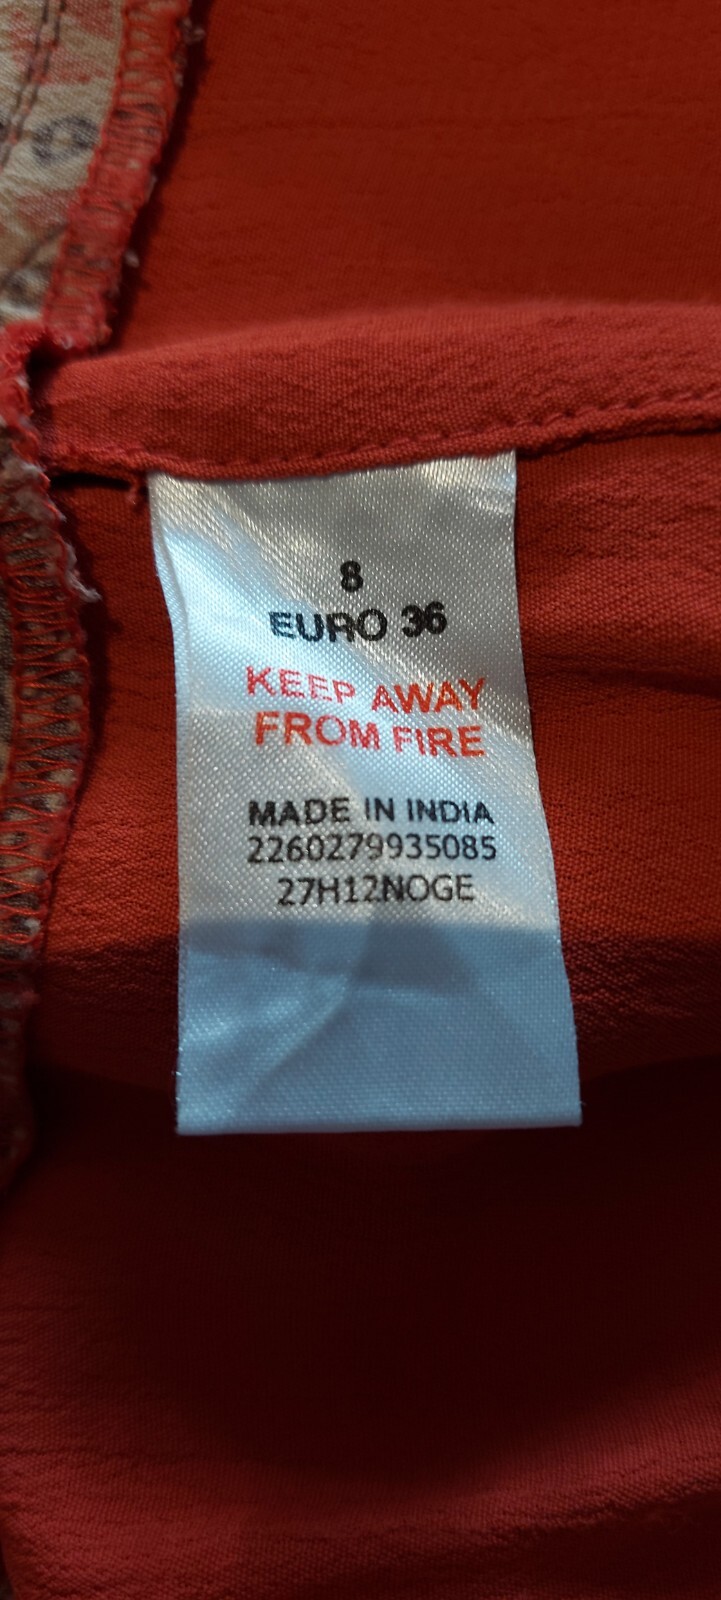 8
EURO 36
KEEP AWAY
FROM FIRE
MADE IN INDIA
2260279935085
27H12NOGE